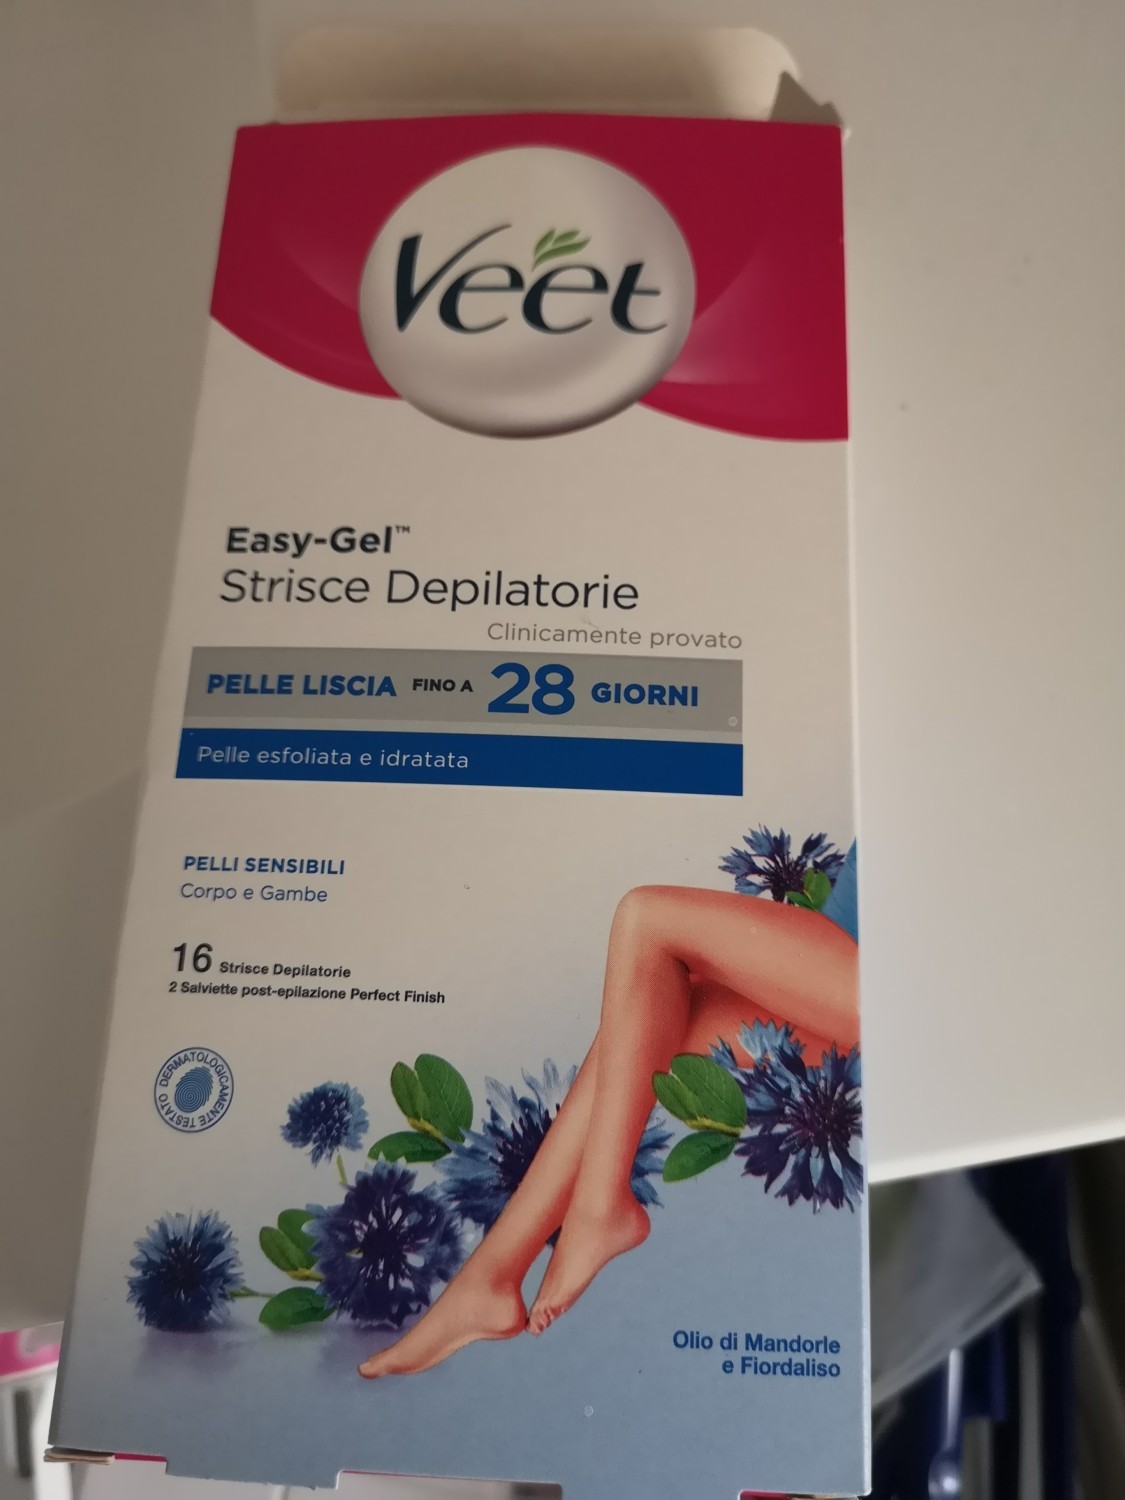 Veet
Easy-Gel™
Strisce Depilatorie
Clinicamente provato
PELLE LISCIA FINO A 28 GIORNI
Pelle esfoliata e idratata
PELLI SENSIBILI
Corpo e Gambe
16 Strisce Depilatorie
2 Salviette post-epilazione Perfect Finish
DERMATOLOGICAMENTE TESTATO
Olio di Mandorle
e Fiordaliso